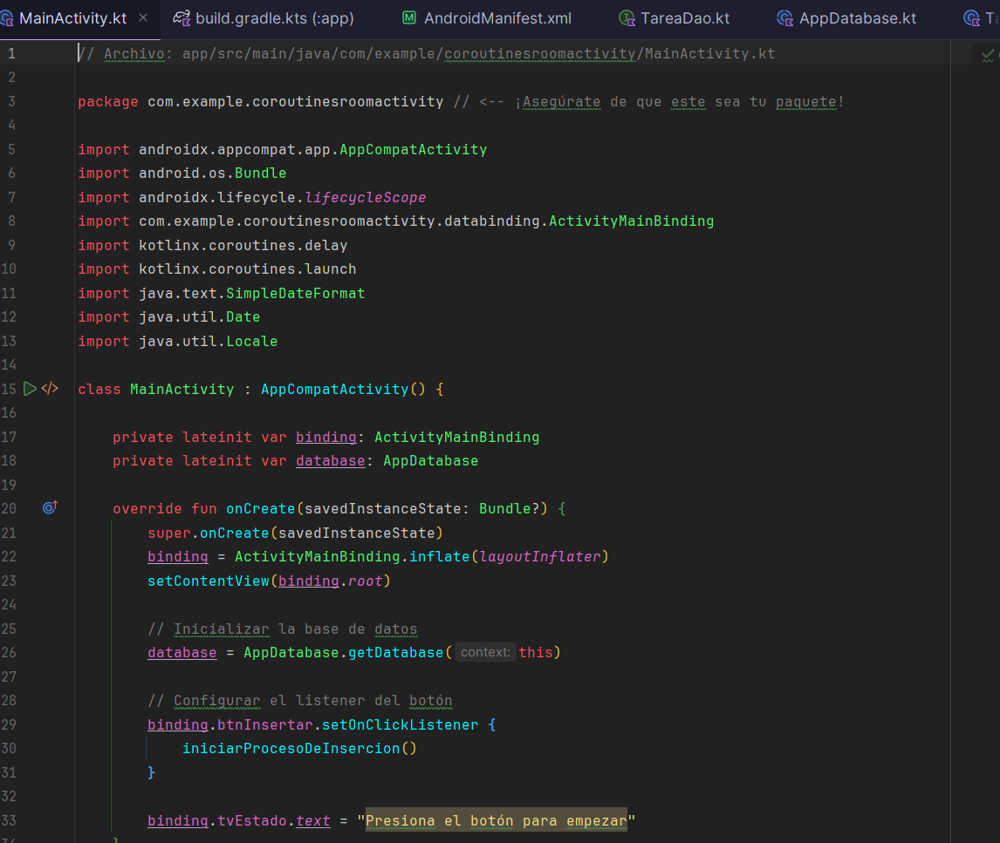 MainActivity.kt build.gradle.kts (:app) AndroidManifest.xml TareaDao.kt AppDatabase.kt
1 // Archivo: app/src/main/java/com/example/coroutinesroomactivity/MainActivity.kt
2
3 package com.example.coroutinesroomactivity // <-- ¡Asegúrate de que este sea tu paquete!
4
5 import androidx.appcompat.app.AppCompatActivity
6 import android.os.Bundle
7 import androidx.lifecycle.lifecycleScope
8 import com.example.coroutinesroomactivity.databinding.ActivityMainBinding
9 import kotlinx.coroutines.delay
10 import kotlinx.coroutines.launch
11 import java.text.SimpleDateFormat
12 import java.util.Date
13 import java.util.Locale
14
15 class MainActivity : AppCompatActivity() {
16
17 private lateinit var binding: ActivityMainBinding
18 private lateinit var database: AppDatabase
19
20 override fun onCreate(savedInstanceState: Bundle?) {
21 super.onCreate(savedInstanceState)
22 binding = ActivityMainBinding.inflate(layoutInflater)
23 setContentView(binding.root)
24
25 // Inicializar la base de datos
26 database = AppDatabase.getDatabase( context: this)
27
28 // Configurar el listener del botón
29 binding.btnInsertar.setOnClickListener {
30 iniciarProcesoDeInsercion()
31 }
32
33 binding.tvEstado.text = "Presiona el botón para empezar"